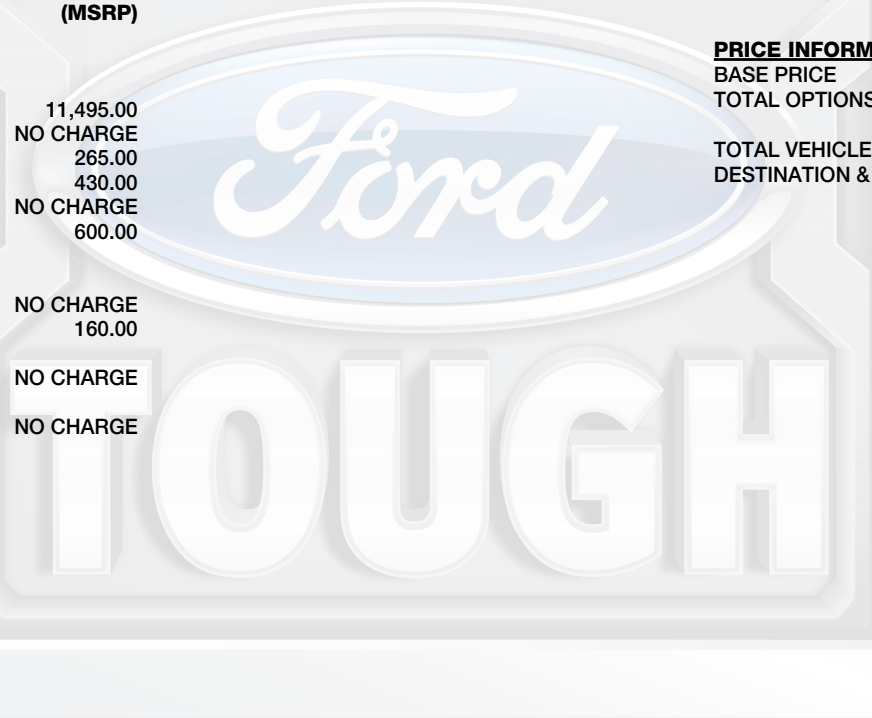 (MSRP)
11,495.00
NO CHARGE
265.00
430.00
NO CHARGE
600.00
NO CHARGE
160.00
NO CHARGE
NO CHARGE
PRICE INFORM
BASE PRICE
TOTAL OPTIONS
TOTAL VEHICLE
DESTINATION &
Ford
TOUGH